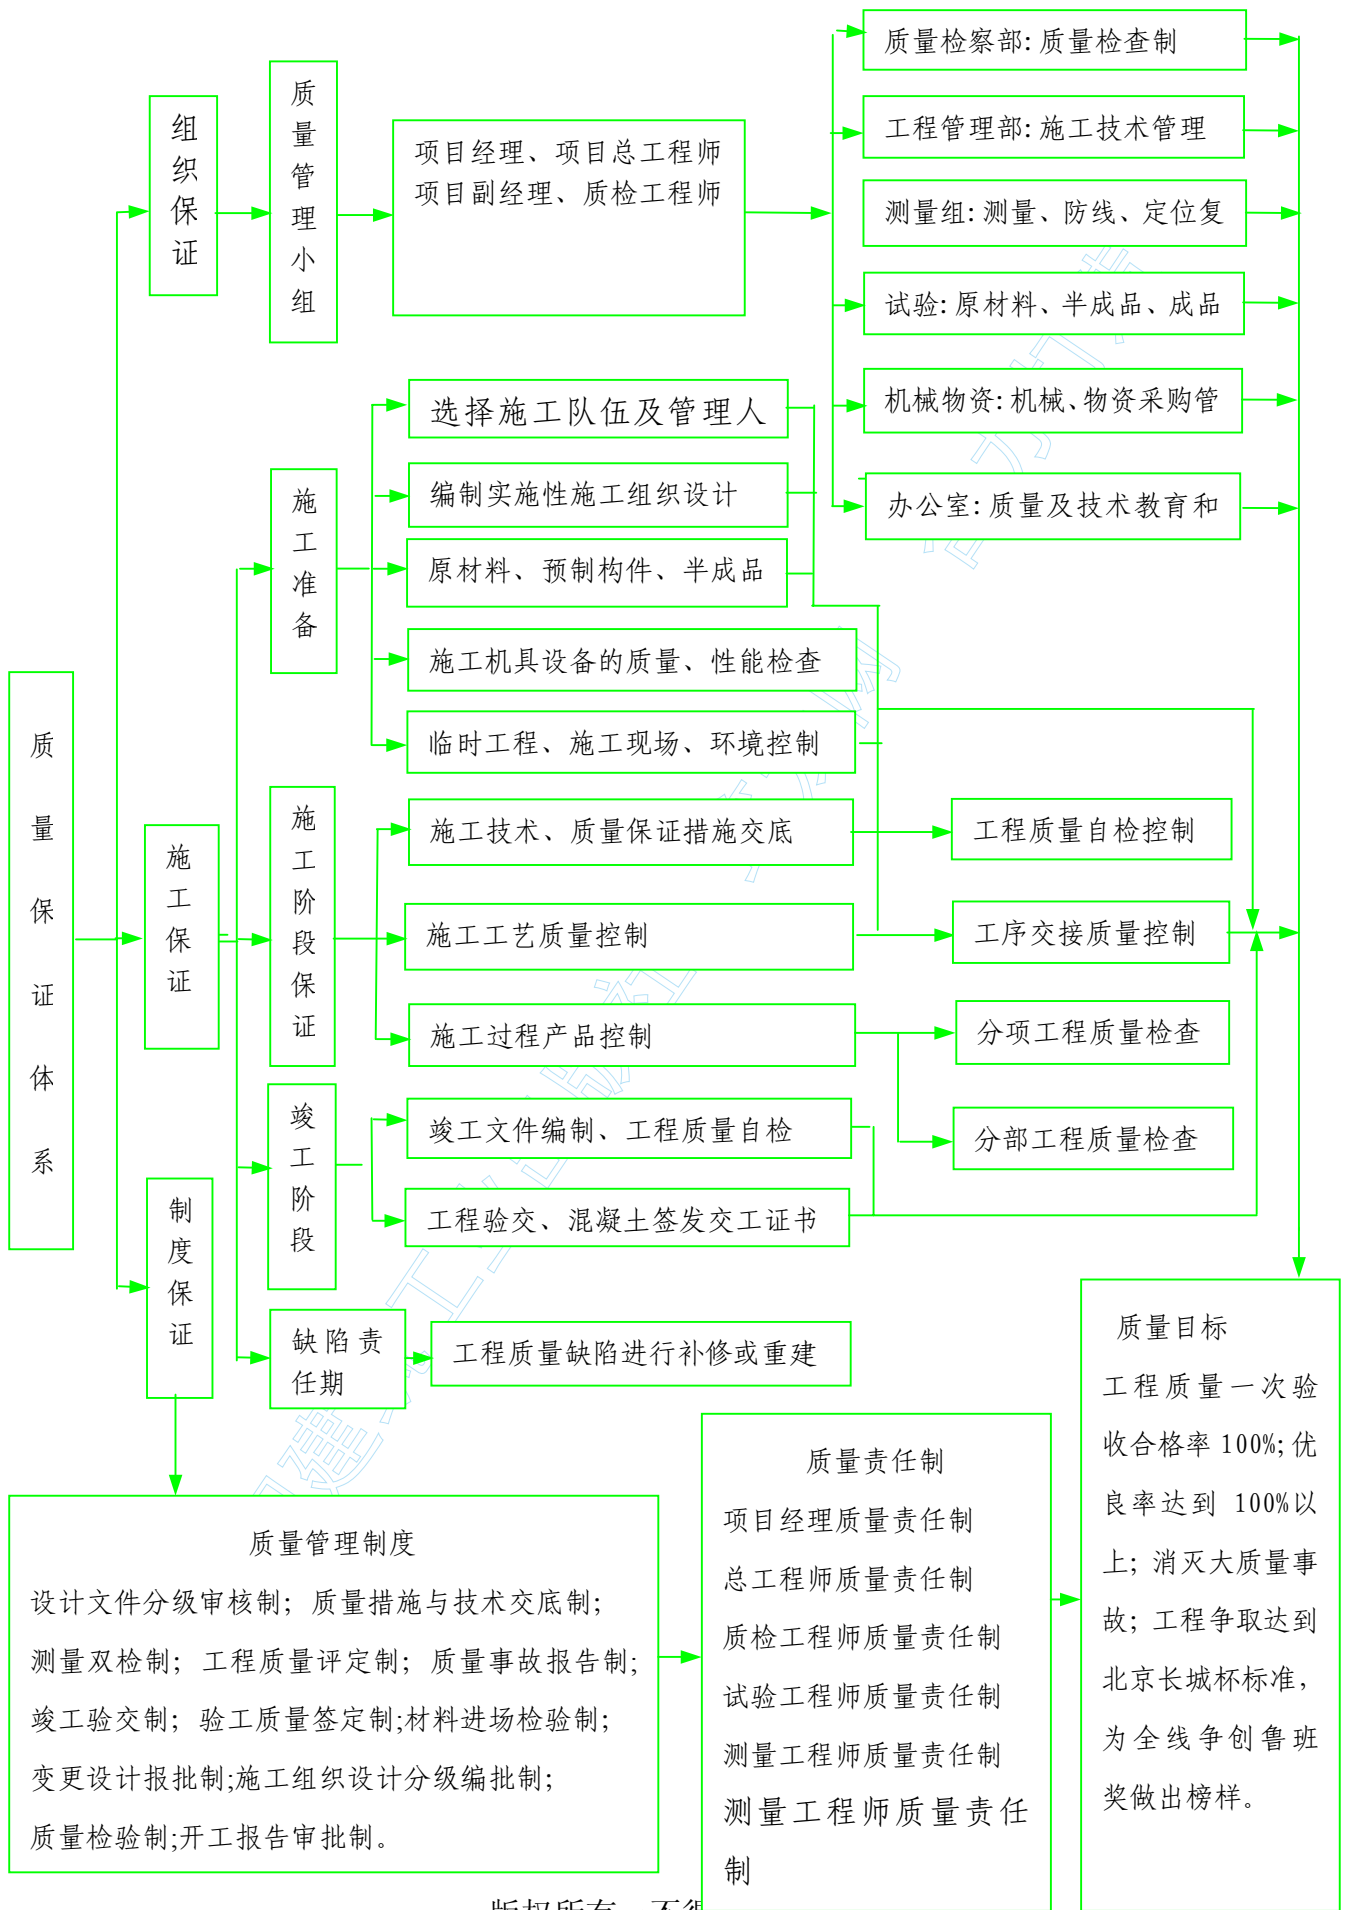 质量检察部:质量检查制
工程管理部:施工技术管理
测量组:测量、防线、定位复
试验:原材料、半成品、成品
机械物资:机械、物资采购管
办公室:质量及技术教育和
组织保证
质量管理小组
项目经理、项目总工程师
项目副经理、质检工程师
选择施工队伍及管理人
编制实施性施工组织设计
原材料、预制构件、半成品
施工机具设备的质量、性能检查
临时工程、施工现场、环境控制
施工准备
质量保证体系
施工保证
施工阶段保证
施工技术、质量保证措施交底
施工工艺质量控制
施工过程产品控制
工程质量自检控制
工序交接质量控制
分项工程质量检查
分部工程质量检查
竣工阶段
竣工文件编制、工程质量自检
工程验交、混凝土签发交工证书
制度保证
缺陷责
任期
工程质量缺陷进行补修或重建
质量管理制度
设计文件分级审核制；质量措施与技术交底制；
测量双检制；工程质量评定制；质量事故报告制；
竣工验交制；验工质量签定制;材料进场检验制；
变更设计报批制;施工组织设计分级编批制；
质量检验制;开工报告审批制。
质量责任制
项目经理质量责任制
总工程师质量责任制
质检工程师质量责任制
试验工程师质量责任制
测量工程师质量责任制
测量工程师质量责任
制
质量目标
工程质量一次验
收合格率 100%;优
良率达到 100%以
上；消灭大质量事
故；工程争取达到
北京长城杯标准，
为全线争创鲁班
奖做出榜样。